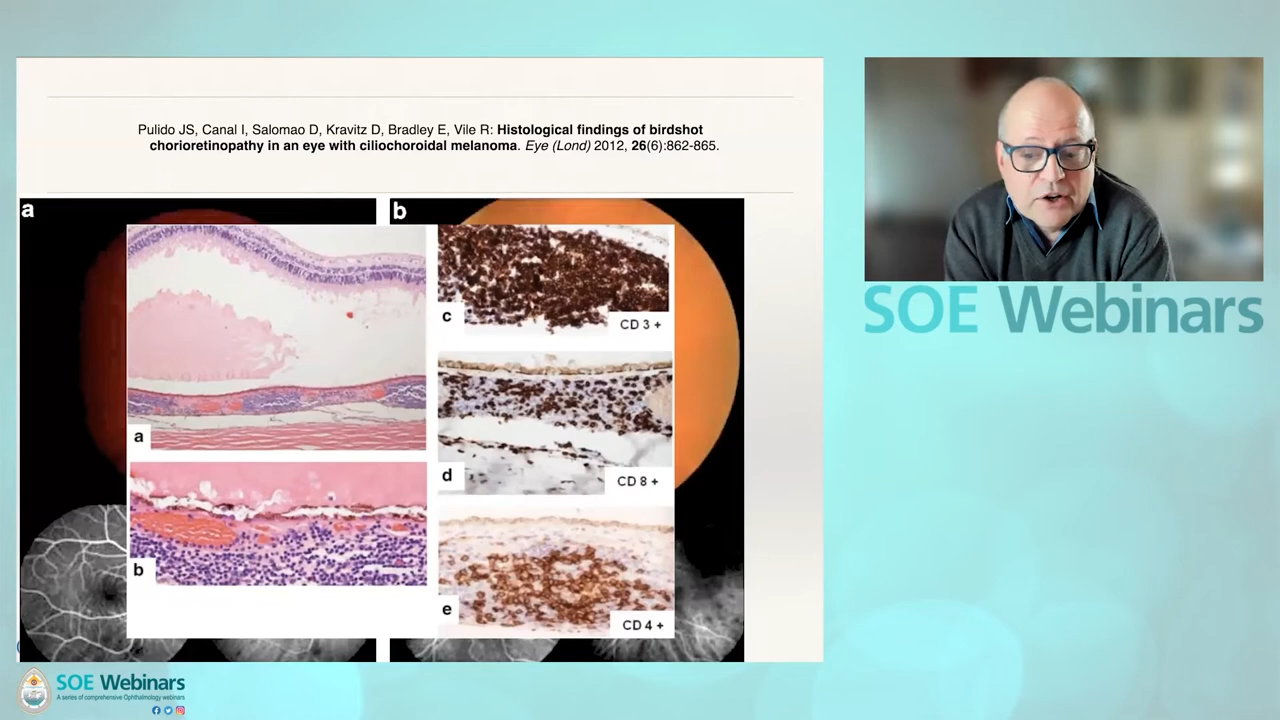 Pulido JS, Canal I, Salomao D, Kravitz D, Bradley E, Vile R: Histological findings of birdshot
chorioretinopathy in an eye with ciliochoroidal melanoma. Eye (Lond) 2012, 26(6):862-865.
a
b
a
b
c
CD 3 +
d
CD 8 +
e
CD 4 +
SOE Webinars
SOE Webinars
A series of comprehensive Ophthalmology webinars